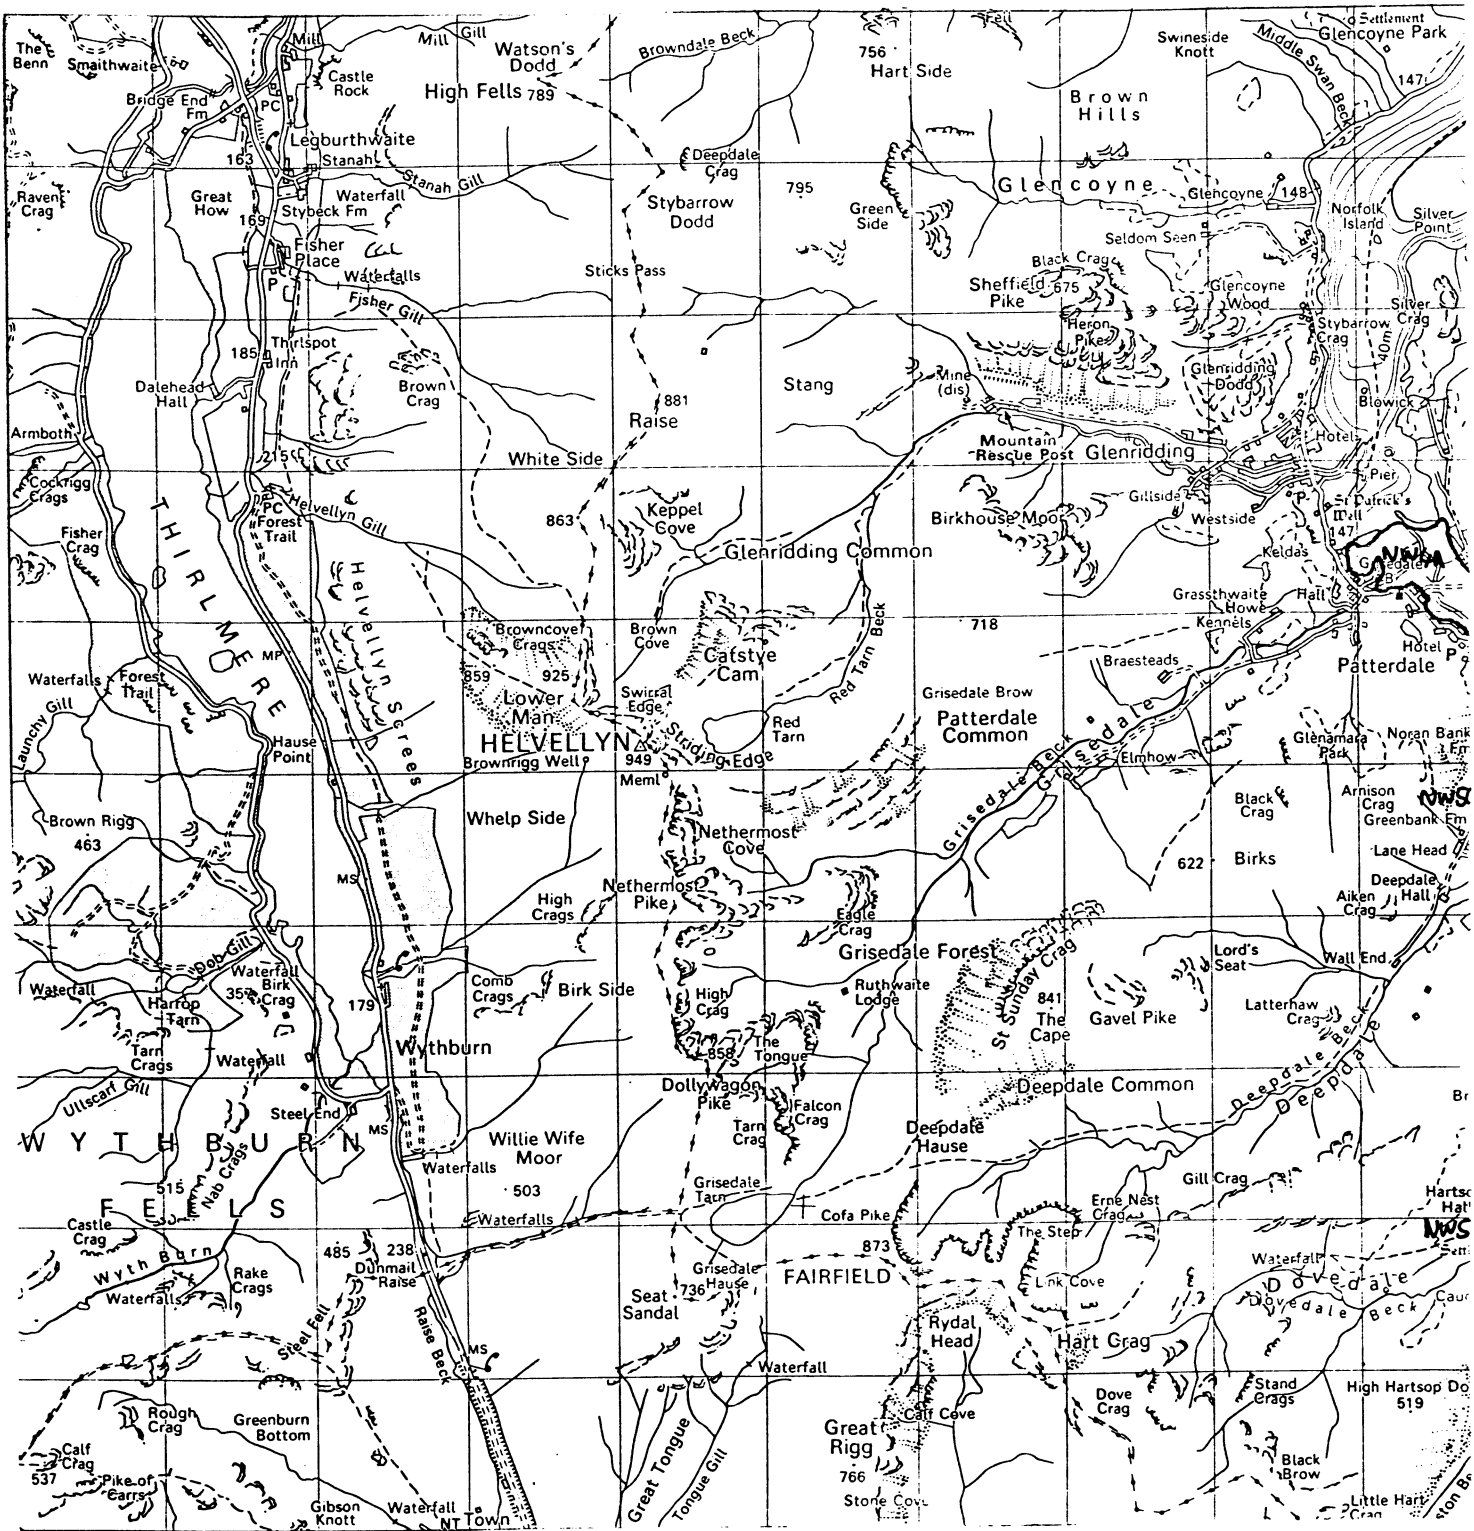 The
Benn
Smaithwaite
Mill
Mill Gill
Castle
Rock
Watson's
Dodd
High Fells 789
Browndale Beck
756
Hart Side
Fell
Swineside
Knott
Middle Swan Beck
Settlement
Glencoyne Park
147
Brown
Hills
Bridge End
Fm
PC
Legburthwaite
163
Stanah
Stanah Gill
Deepdale
Crag
795
Stybarrow
Dodd
Green
Side
Glencoyne
Glencoyne
148
Norfolk
Island
Silver
Point
Raven
Crag
Great
How
Waterfall
Stybeck Fm
169
Fisher
Place
P
Waterfalls
Fisher Gill
Sticks Pass
Seldom Seen
Black Crag
Sheffield
Pike
675
Glencoyne
Wood
Silver
Crag
Heron
Pike
Stybarrow
Crag
40m
185
Thirlspot
Inn
Dalehead
Hall
Brown
Crag
Stang
Mine
(dis)
Glenridding
Dodd
Blowick
881
Raise
Armboth
215
White Side
Mountain
Rescue Post
Glenridding
Hotel
Pier
Cockrigg
Crags
PC
Forest
Trail
Helvellyn Gill
863
Keppel
Cove
Birkhouse Moor
Gillside
Westside
P
St Patrick's
Well
147
Fisher
Crag
THIRLMERE
Helvellyn Screes
Glenridding Common
Keldas
NWSA
Grisedale
B
Grassthwaite
Howe
Kennels
Hall
718
Browncove
Crags
Brown
Cove
Catstye
Cam
Red Tarn Beck
Hotel
P
Patterdale
MP
Waterfalls
Forest
Trail
859
925
Lower
Man
Swirral
Edge
Red
Tarn
Braesteads
Grisedale Brow
Patterdale
Common
Launchy Gill
Hause
Point
HELVELLYN
949
Brownrigg Well
Meml
Striding Edge
Grisedale Beck
Grisedale
Elmhow
Glenamara
Park
Noran Bank
Fm
Brown Rigg
463
Whelp Side
Nethermost
Cove
Black
Crag
Arnison
Crag
NWS
Greenbank Fm
622
Birks
Lane Head
MS
Nethermost
Pike
High
Crags
Eagle
Crag
Deepdale
Hall
Aiken
Crag
Dob Gill
Grisedale Forest
St Sunday Crag
Lord's
Seat
Wall End
Waterfall
Waterfall
Birk
Crag
357
Harrop
Tarn
179
Comb
Crags
Birk Side
High
Crag
Ruthwaite
Lodge
841
The
Cape
Gavel Pike
Latterhaw
Crag
Tarn
Crags
Waterfall
Wythburn
858
The
Tongue
Ullscarf Gill
Dollywagon
Pike
Deepdale Common
Deepdale Beck
Deepdale
Steel End
MS
Falcon
Crag
Tarn
Crag
Deepdale
Hause
WYTHBURN
FELLS
Willie Wife
Moor
503
Waterfalls
Nab Crags
515
Grisedale
Tarn
Gill Crag
Castle
Crag
Waterfalls
Cofa Pike
Erne Nest
Crag
The Step
NWS
Wyth Burn
485
238
Dunmail
Raise
873
Waterfall
Waterfalls
Rake
Crags
Grisedale
Hause
FAIRFIELD
Link Cove
Dovedale
Dovedale Beck
Seat
Sandal
736
Steel Fell
Raise Beck
Rydal
Head
Hart Crag
MS
Waterfall
Rough
Crag
Greenburn
Bottom
Great Tongue
Tongue Gill
Calf Cove
Dove
Crag
Stand
Crags
High Hartsop Do
519
Calf
Crag
537
Pike of
Carrs
Great
Rigg
766
Stone Cove
Black
Brow
Gibson
Knott
Waterfall
NT
Town
Little Hart
Crag